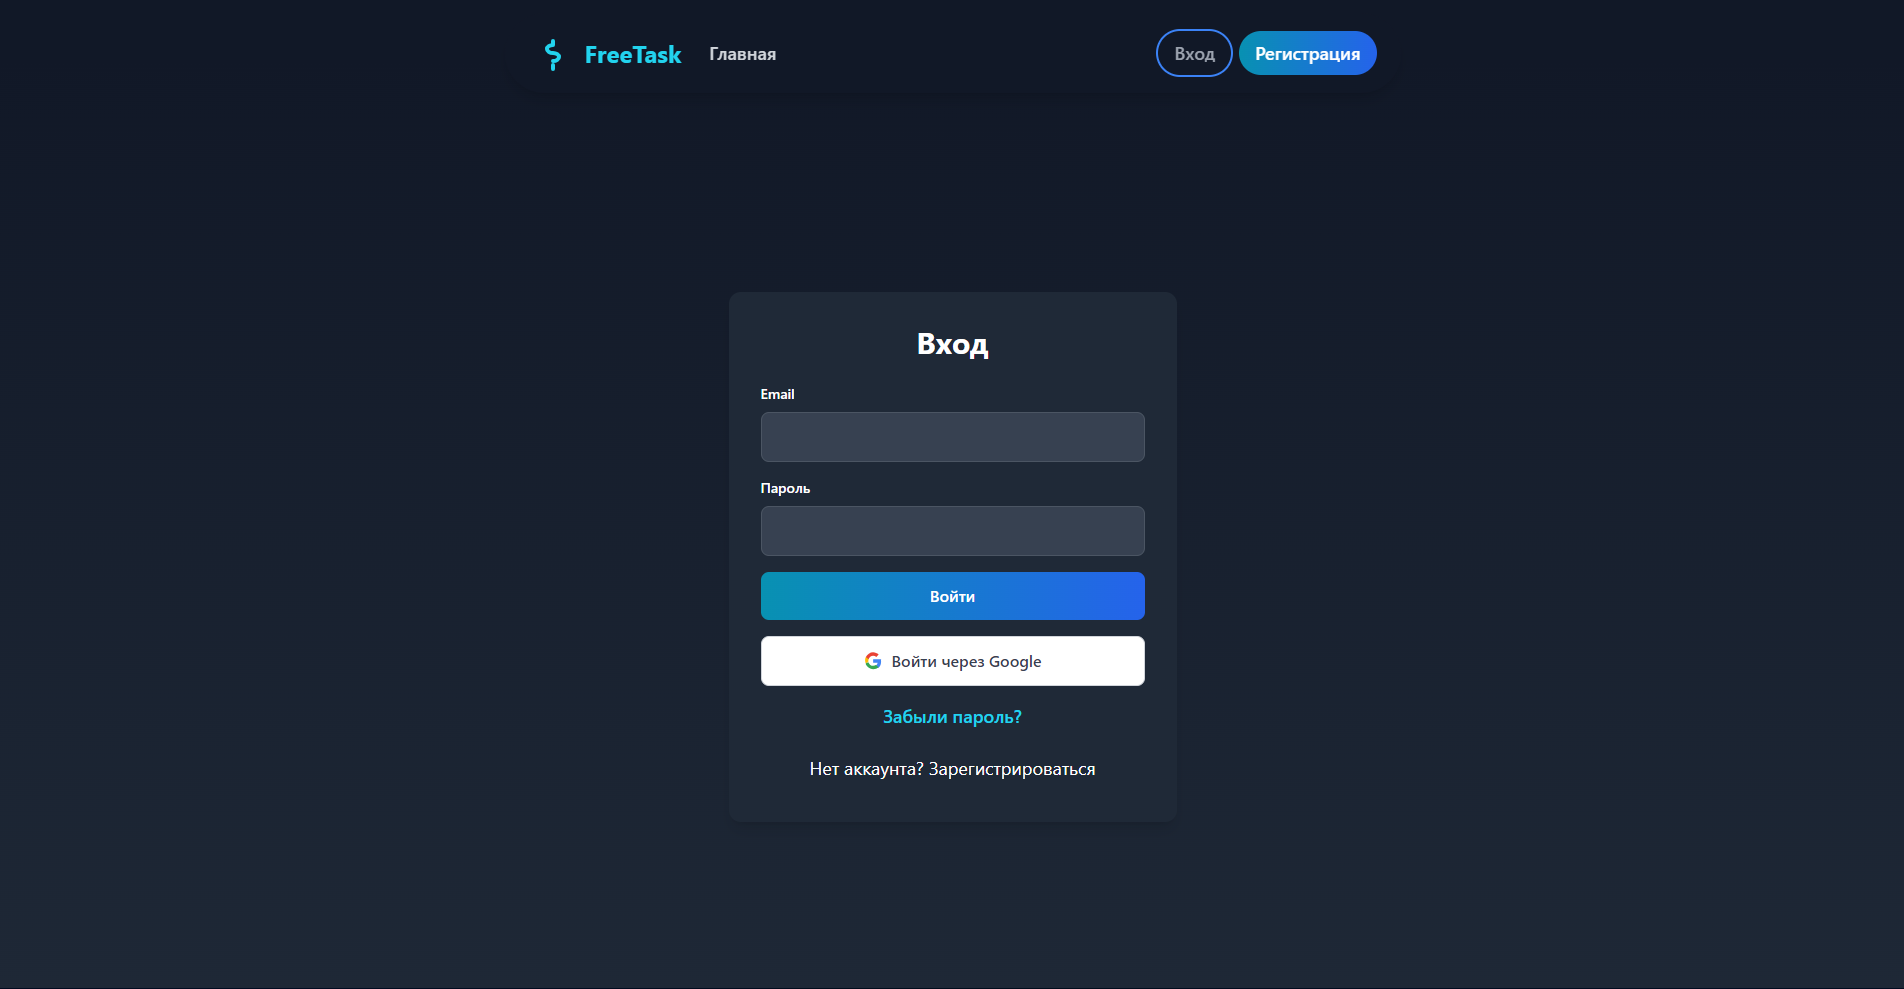 FreeTask Главная Вход Регистрация
Вход
Email
Пароль
Войти
Войти через Google
Забыли пароль?
Нет аккаунта? Зарегистрироваться